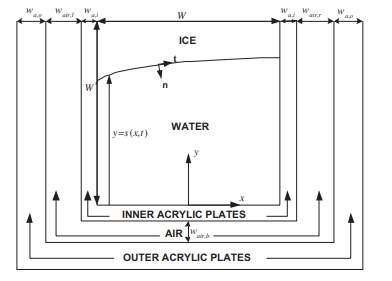 w_{a,o} w_{air,l} w_{a,i} W w_{a,i} w_{air,r} w_{a,o}
ICE
t
n
W
WATER
y=s(x,t)
y
x
INNER ACRYLIC PLATES
AIR w_{air,b}
OUTER ACRYLIC PLATES